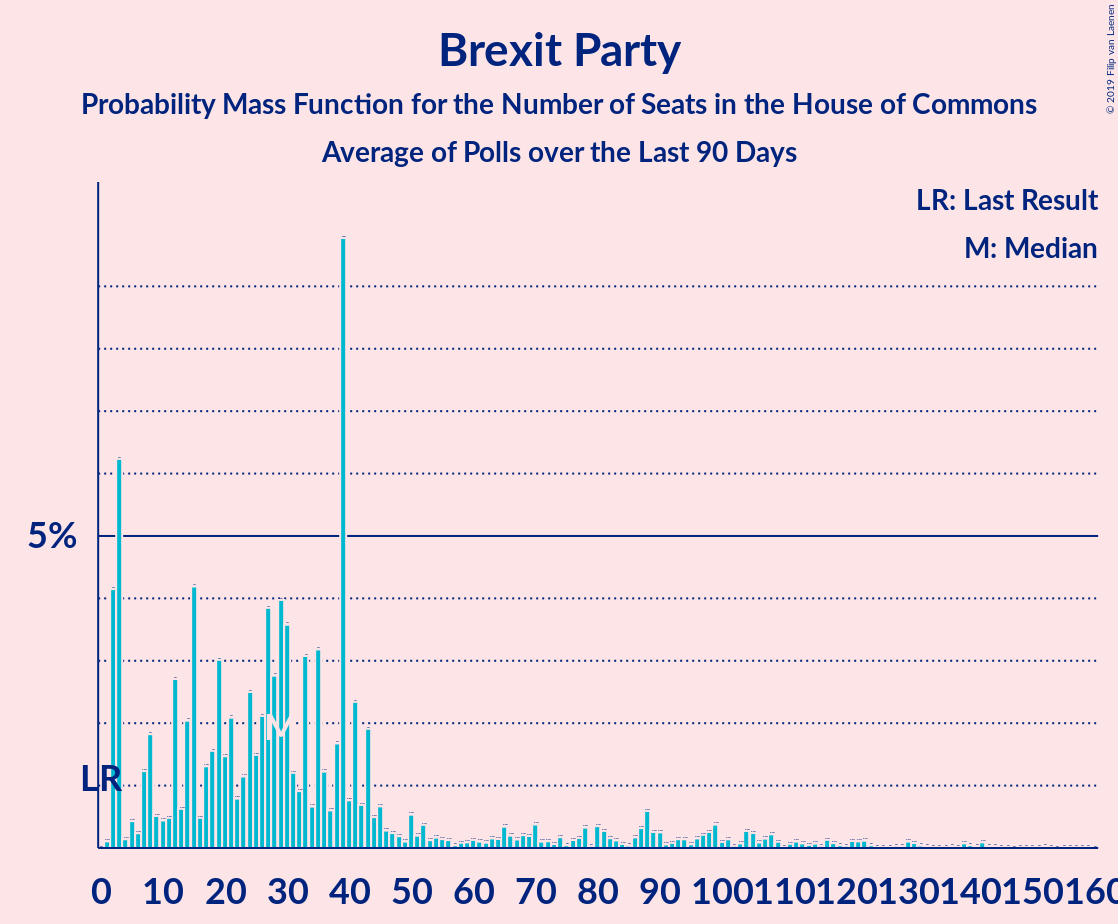 Brexit Party
Probability Mass Function for the Number of Seats in the House of Commons
Average of Polls over the Last 90 Days
© 2019 Filip van Laenen
LR: Last Result
M: Median
5%
M
LR
0 10 20 30 40 50 60 70 80 90 100 110 120 130 140 150 160